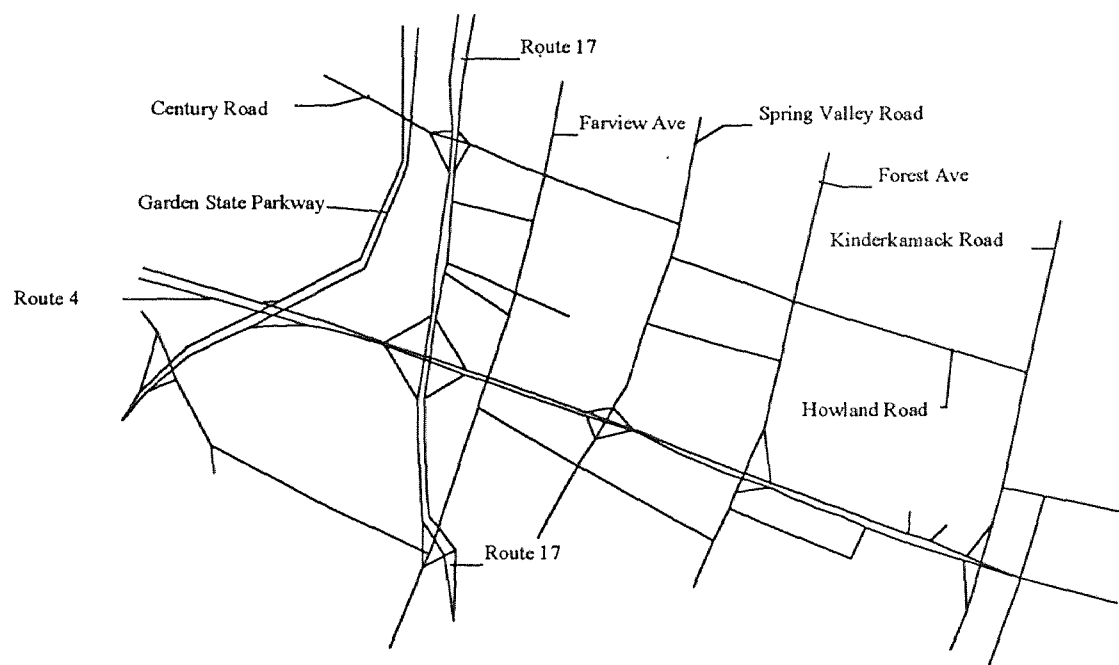 Route 17
Century Road
Farview Ave
Spring Valley Road
Forest Ave
Garden State Parkway
Kinderkamack Road
Route 4
Howland Road
Route 17